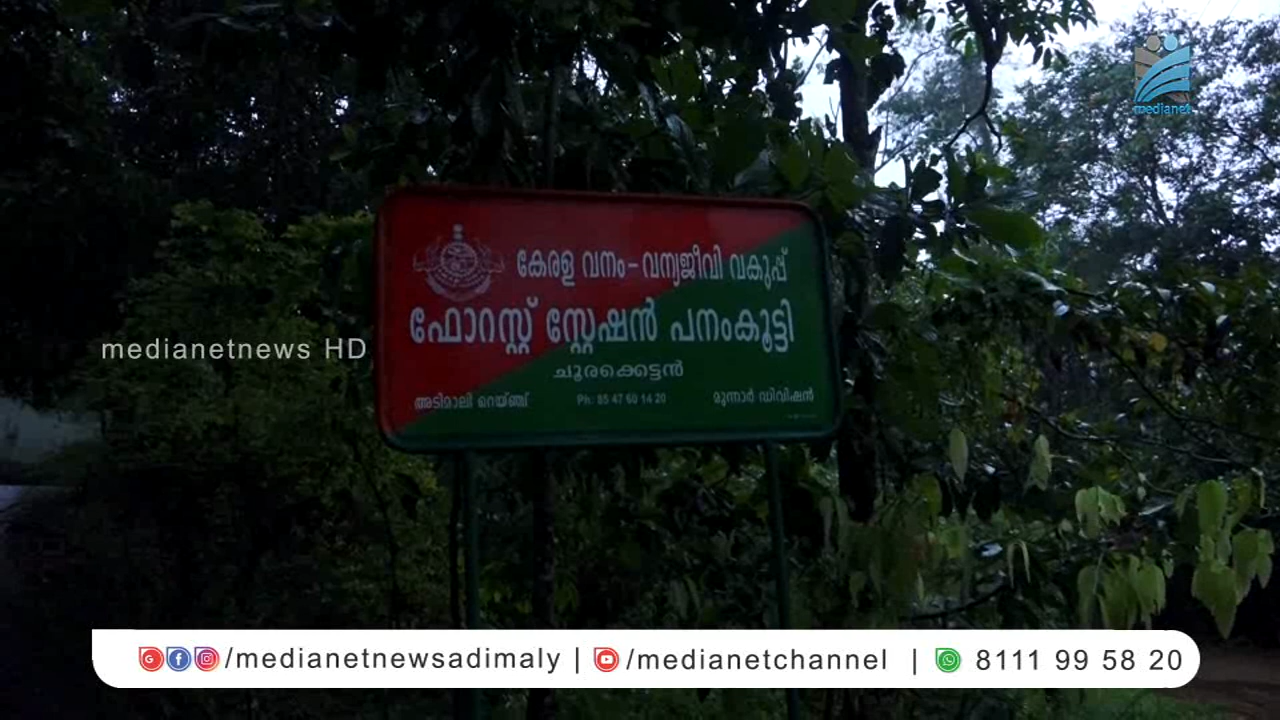 medianet
കേരള വനം-വന്യജീവി വകുപ്പ്
ഫോറസ്റ്റ് സ്റ്റേഷൻ പനംകൂട്ടി
ചൂരക്കെട്ടൻ
അടിമാലി റെയ്ഞ്ച് Ph: 85 47 60 14 20 മൂന്നാർ ഡിവിഷൻ
medianetnews HD
/medianetnewsadimaly | /medianetchannel | 8111 99 58 20